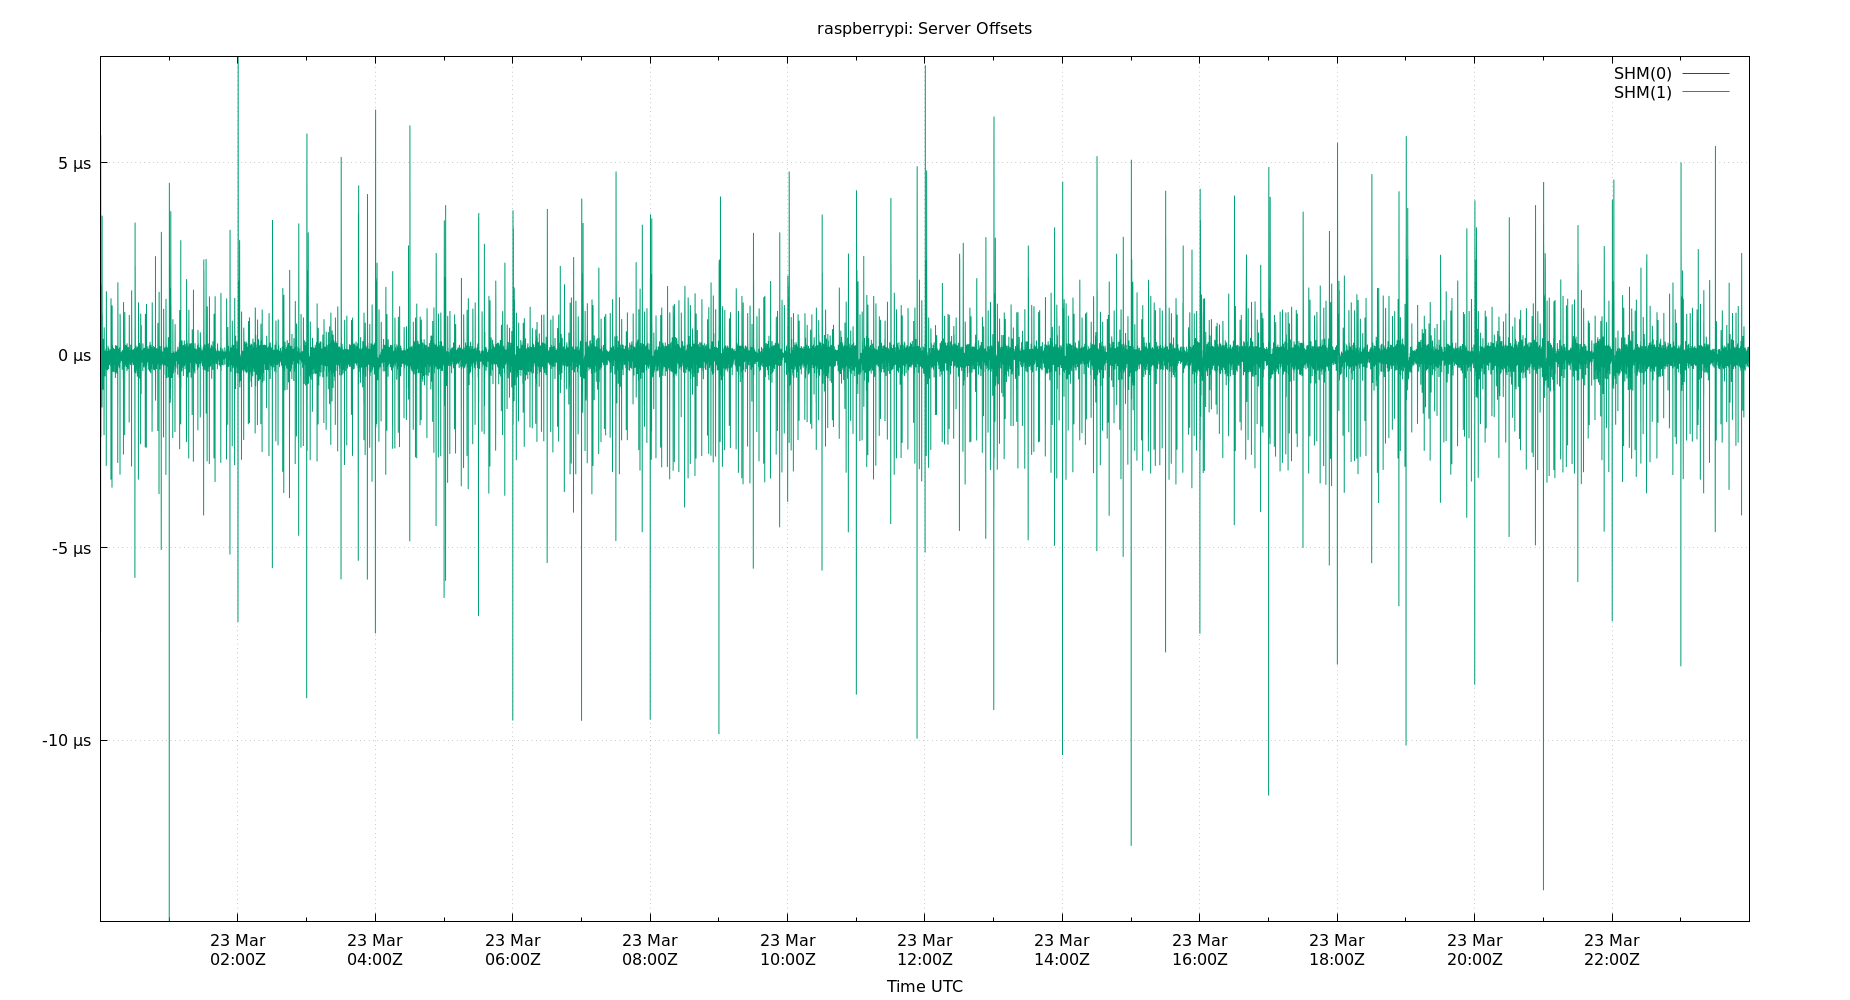 raspberrypi: Server Offsets
SHM(0)
SHM(1)
5 µs
0 µs
-5 µs
-10 µs
23 Mar 23 Mar 23 Mar 23 Mar 23 Mar 23 Mar 23 Mar 23 Mar 23 Mar 23 Mar 23 Mar
02:00Z 04:00Z 06:00Z 08:00Z 10:00Z 12:00Z 14:00Z 16:00Z 18:00Z 20:00Z 22:00Z
Time UTC